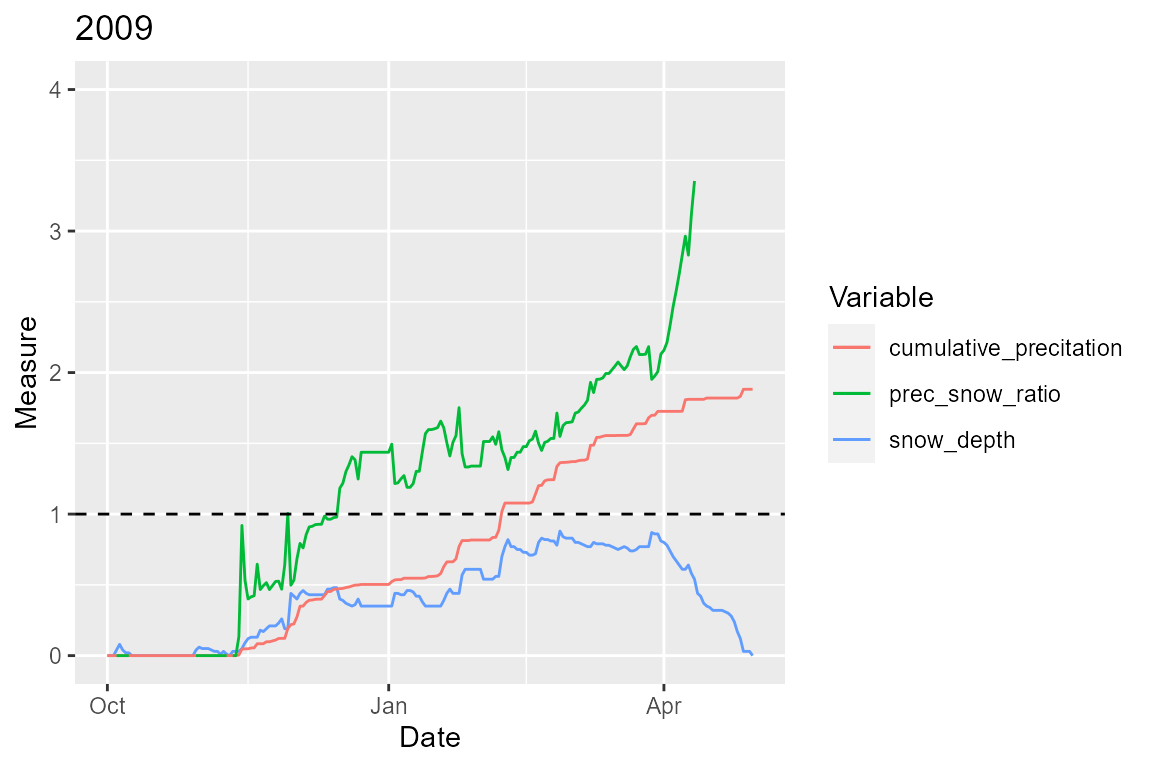 2009
4
3
2
1
0
Measure
Oct
Jan
Apr
Date
Variable
cumulative_precitation
prec_snow_ratio
snow_depth